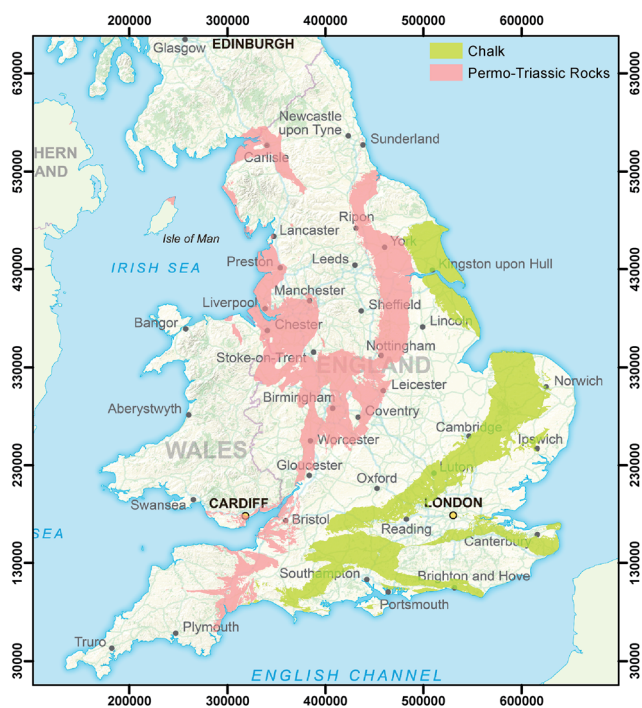 200000 300000 400000 500000 600000
Chalk
Permo-Triassic Rocks
EDINBURGH
Glasgow
630000
630000
Newcastle
upon Tyne
Sunderland
530000
530000
HERN
AND
Carlisle
Ripon
Isle of Man
Lancaster
York
430000
430000
IRISH SEA
Preston
Leeds
Kingston upon Hull
Manchester
Liverpool
Sheffield
Bangor
Chester
Lincoln
Stoke-on-Trent
Nottingham
330000
330000
ENGLAND
Leicester
Norwich
Birmingham
Aberystwyth
Coventry
Cambridge
Ipswich
WALES
Worcester
230000
230000
Gloucester
Oxford
Luton
Swansea
CARDIFF
LONDON
Bristol
Reading
SEA
Canterbury
130000
130000
Southampton
Brighton and Hove
Portsmouth
Plymouth
Truro
30000
30000
ENGLISH CHANNEL
200000 300000 400000 500000 600000